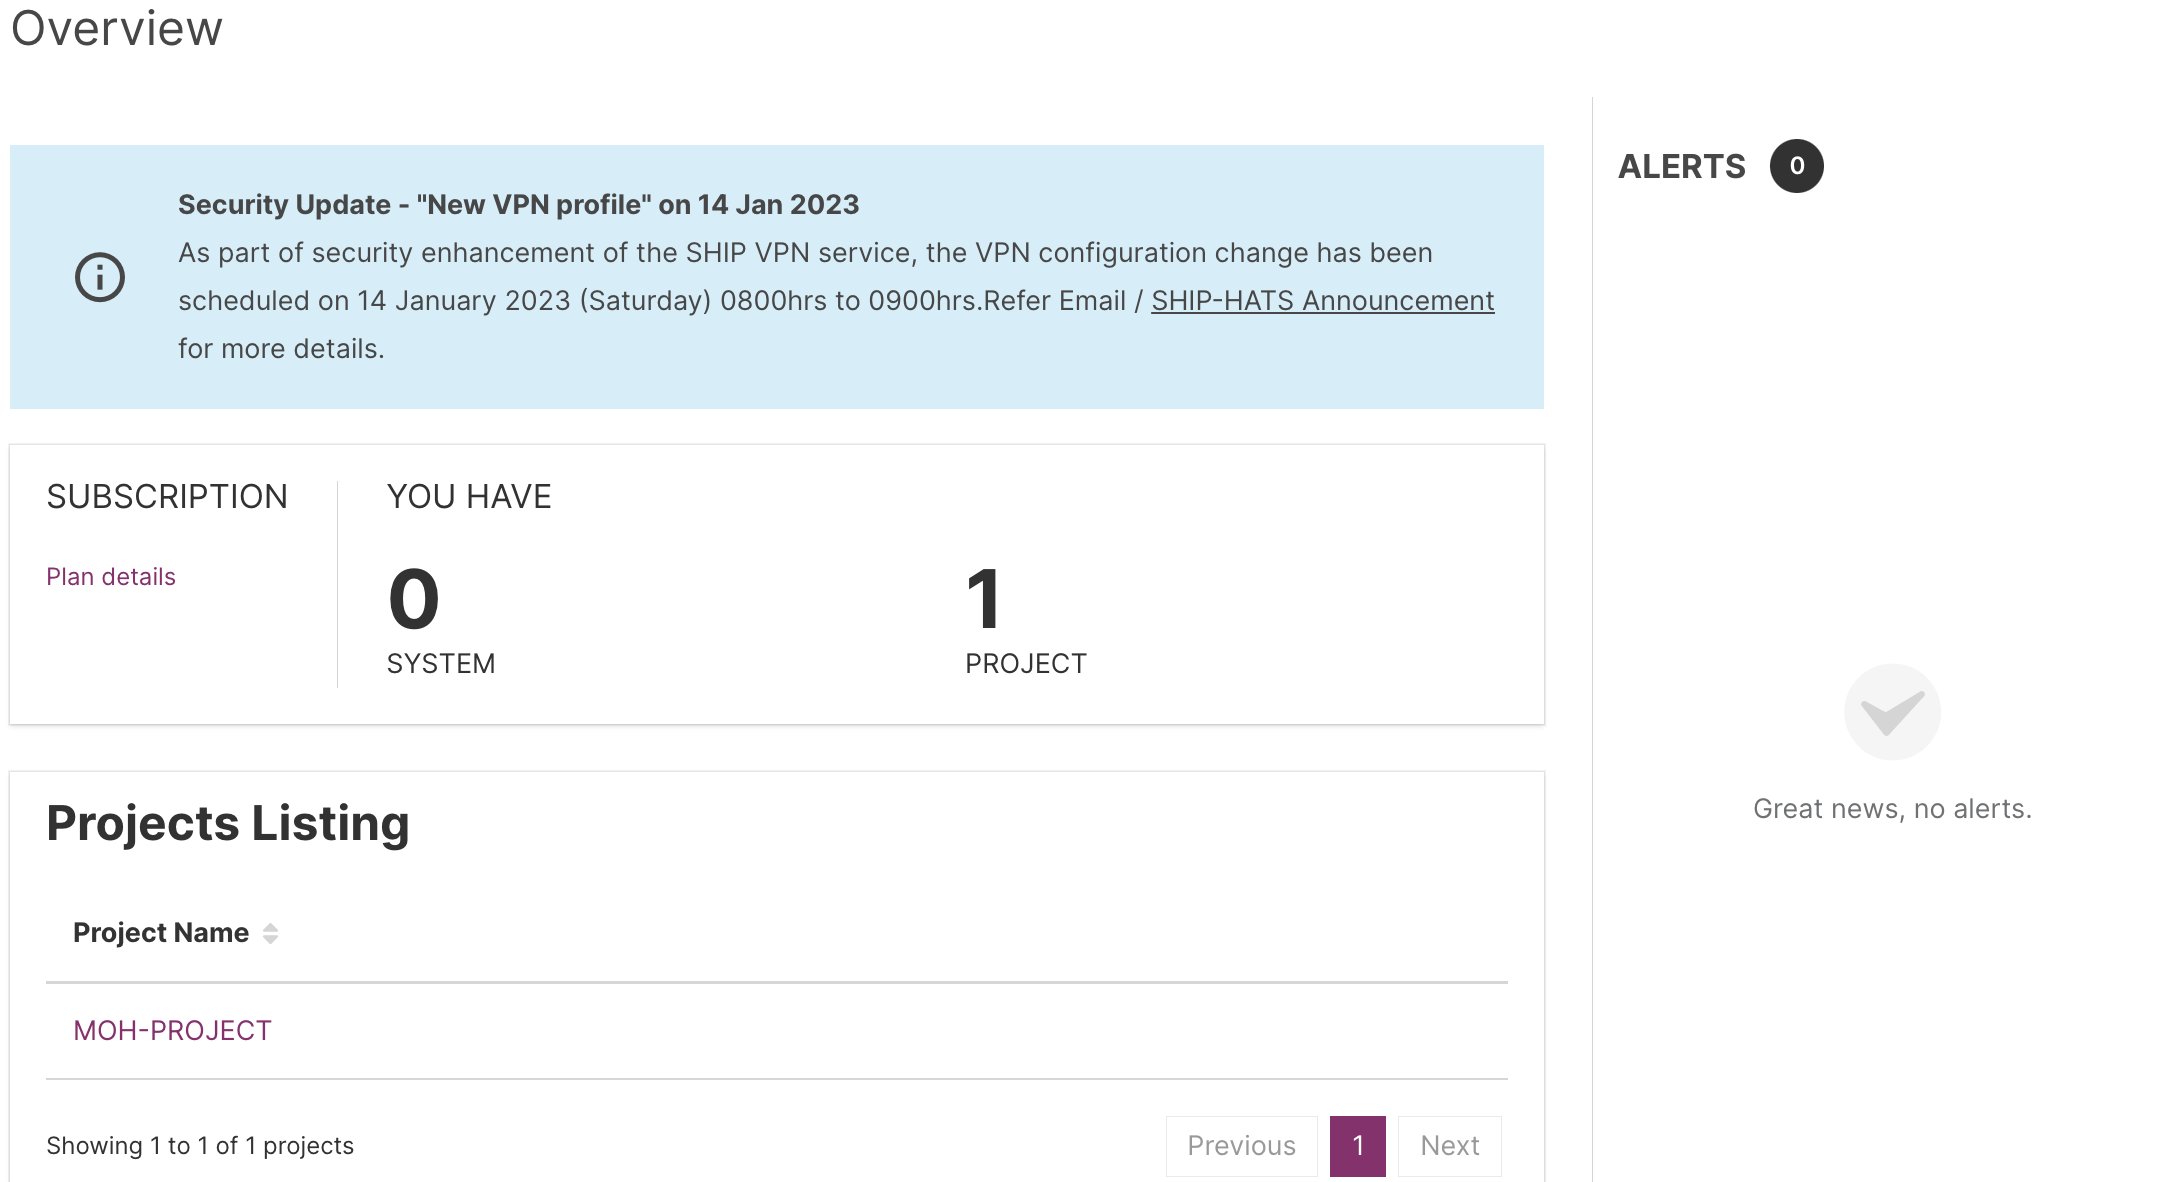 Overview
Security Update - "New VPN profile" on 14 Jan 2023
As part of security enhancement of the SHIP VPN service, the VPN configuration change has been
scheduled on 14 January 2023 (Saturday) 0800hrs to 0900hrs.Refer Email / SHIP-HATS Announcement
for more details.
ALERTS 0
SUBSCRIPTION
Plan details
YOU HAVE
0
SYSTEM
1
PROJECT
Great news, no alerts.
Projects Listing
Project Name
MOH-PROJECT
Showing 1 to 1 of 1 projects
Previous 1 Next